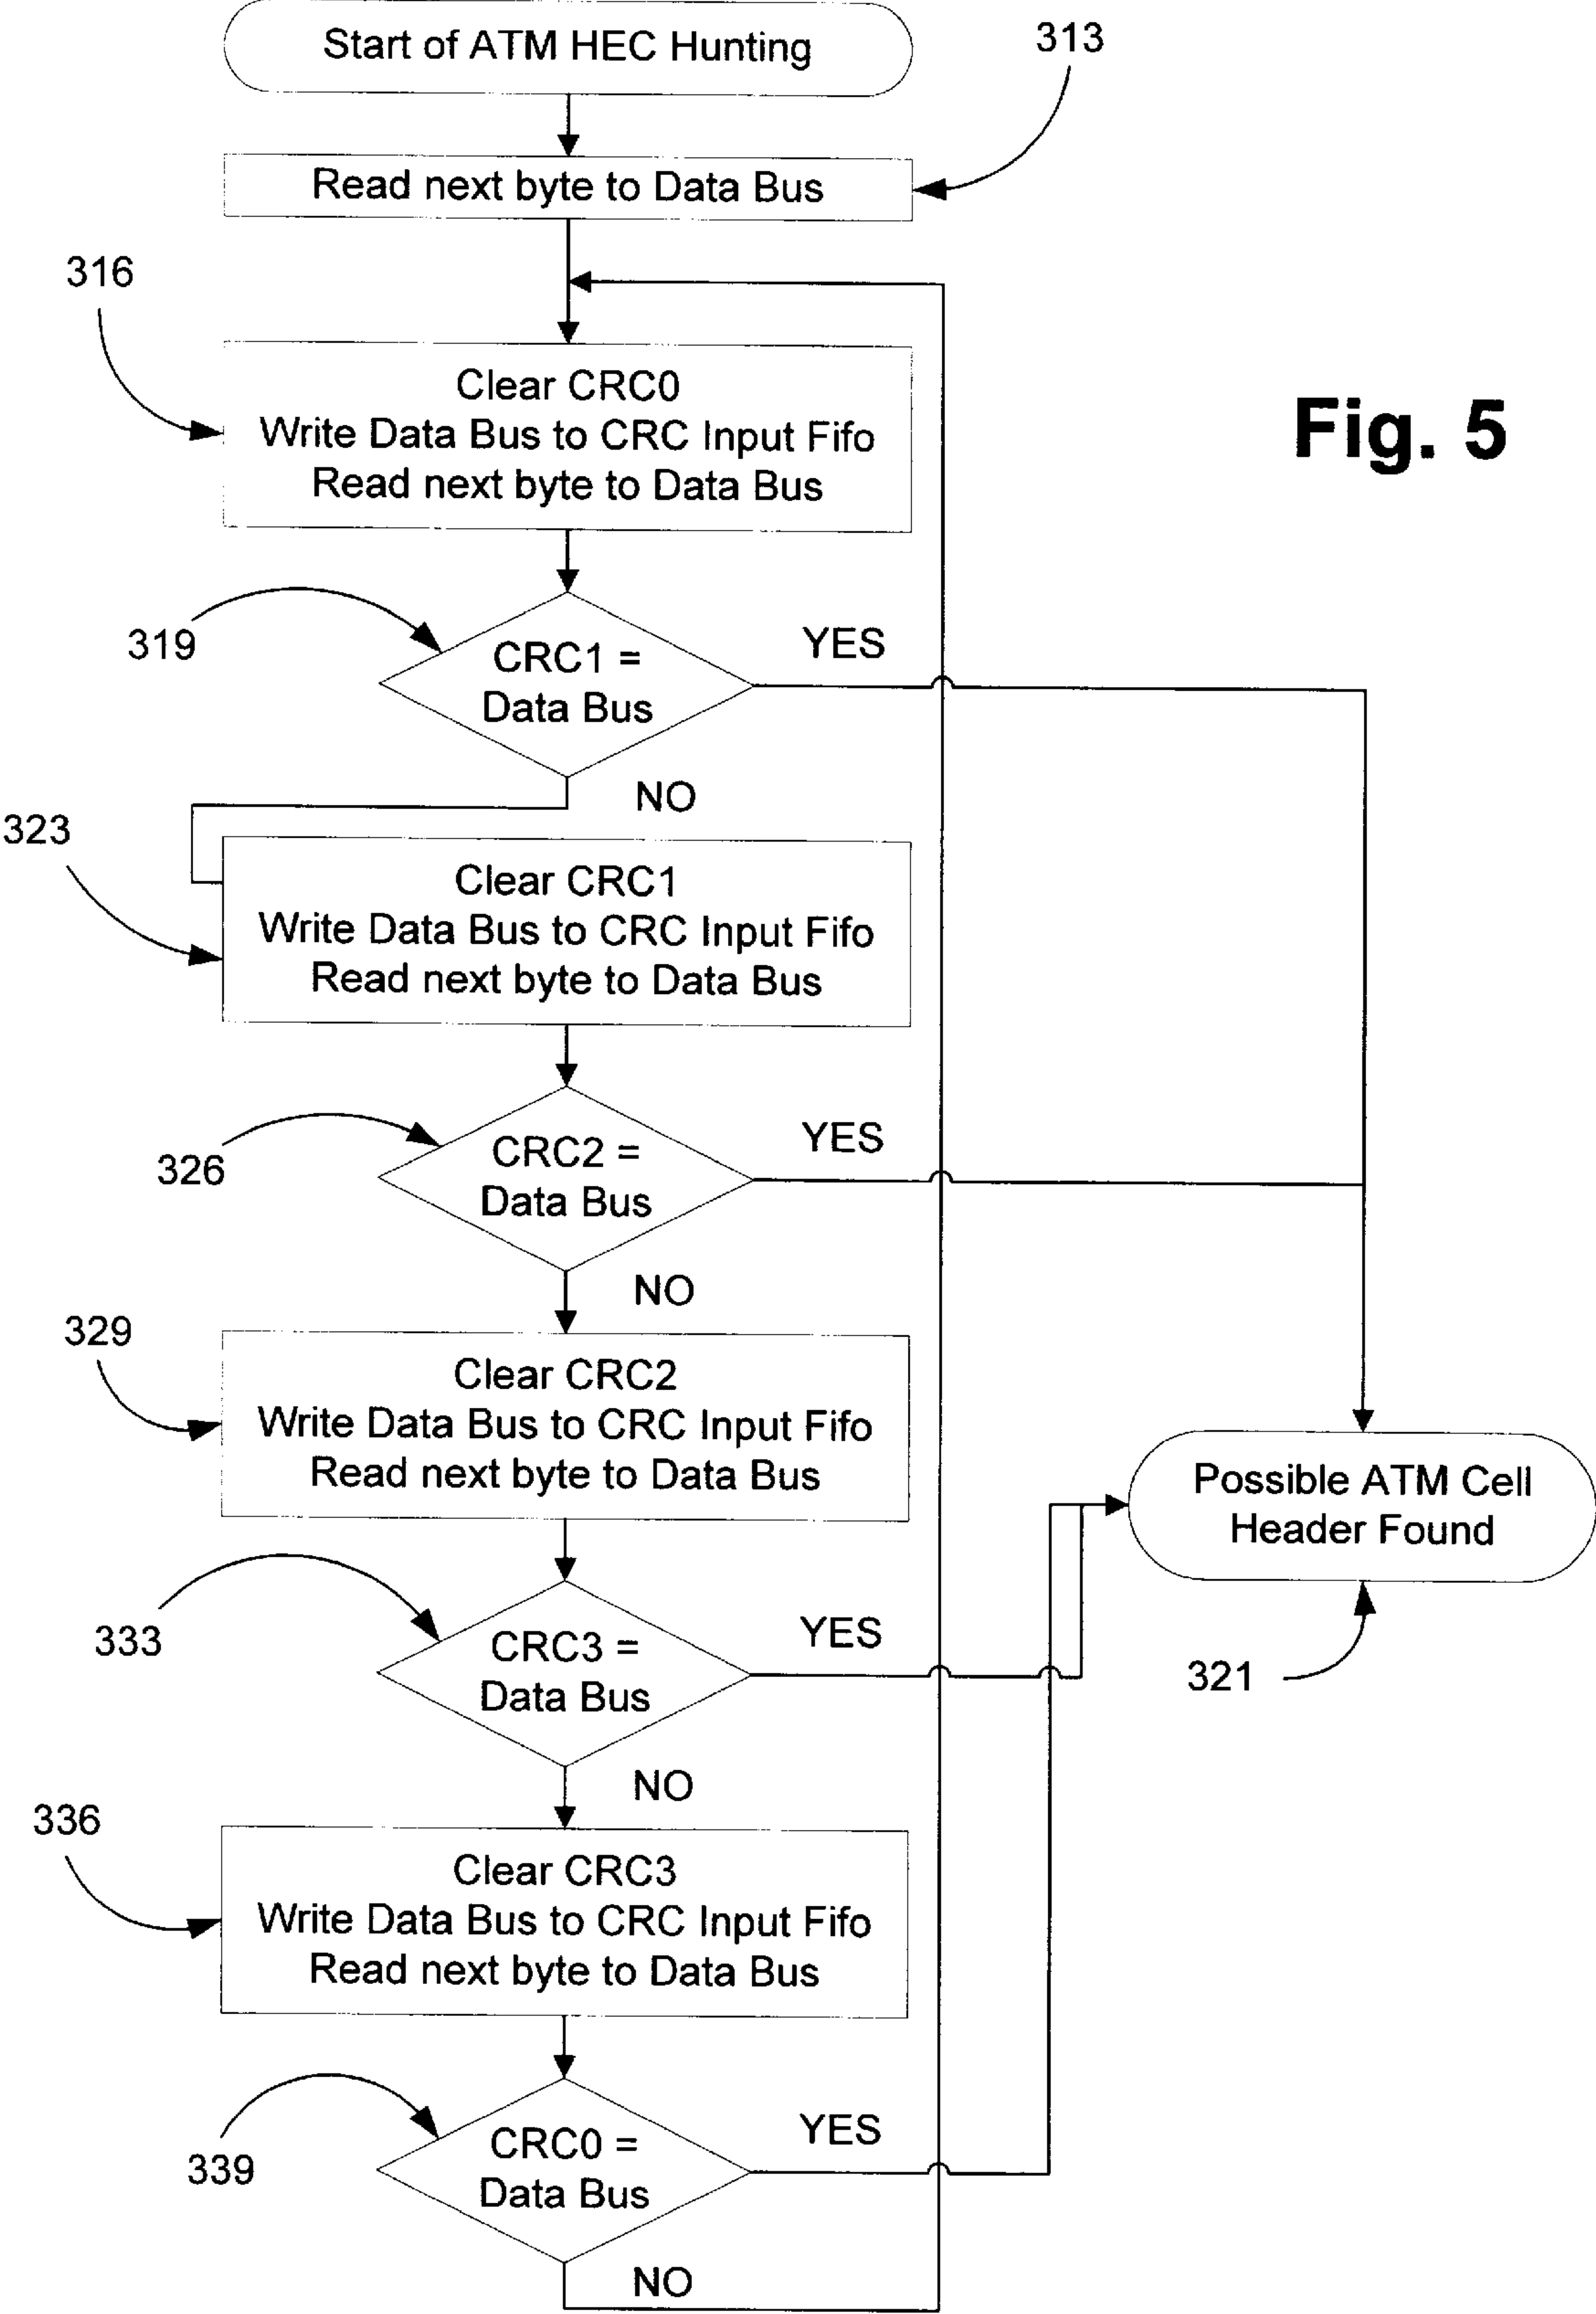 Start of ATM HEC Hunting
313
Read next byte to Data Bus
316
Clear CRC0
Write Data Bus to CRC Input Fifo
Read next byte to Data Bus
Fig. 5
319
CRC1 =
Data Bus
YES
NO
323
Clear CRC1
Write Data Bus to CRC Input Fifo
Read next byte to Data Bus
326
CRC2 =
Data Bus
YES
NO
329
Clear CRC2
Write Data Bus to CRC Input Fifo
Read next byte to Data Bus
Possible ATM Cell
Header Found
321
333
CRC3 =
Data Bus
YES
NO
336
Clear CRC3
Write Data Bus to CRC Input Fifo
Read next byte to Data Bus
339
CRC0 =
Data Bus
YES
NO